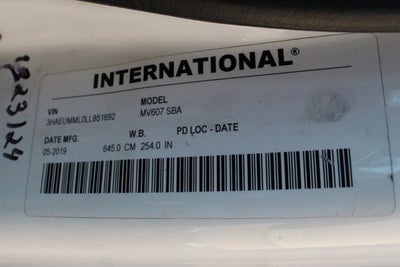 INTERNATIONAL®
VIN
3HAEUMML0LL851692
MODEL
MV607 SBA
DATE MFG.
05-2019
W.B.
645.0 CM 254.0 IN
PD LOC - DATE